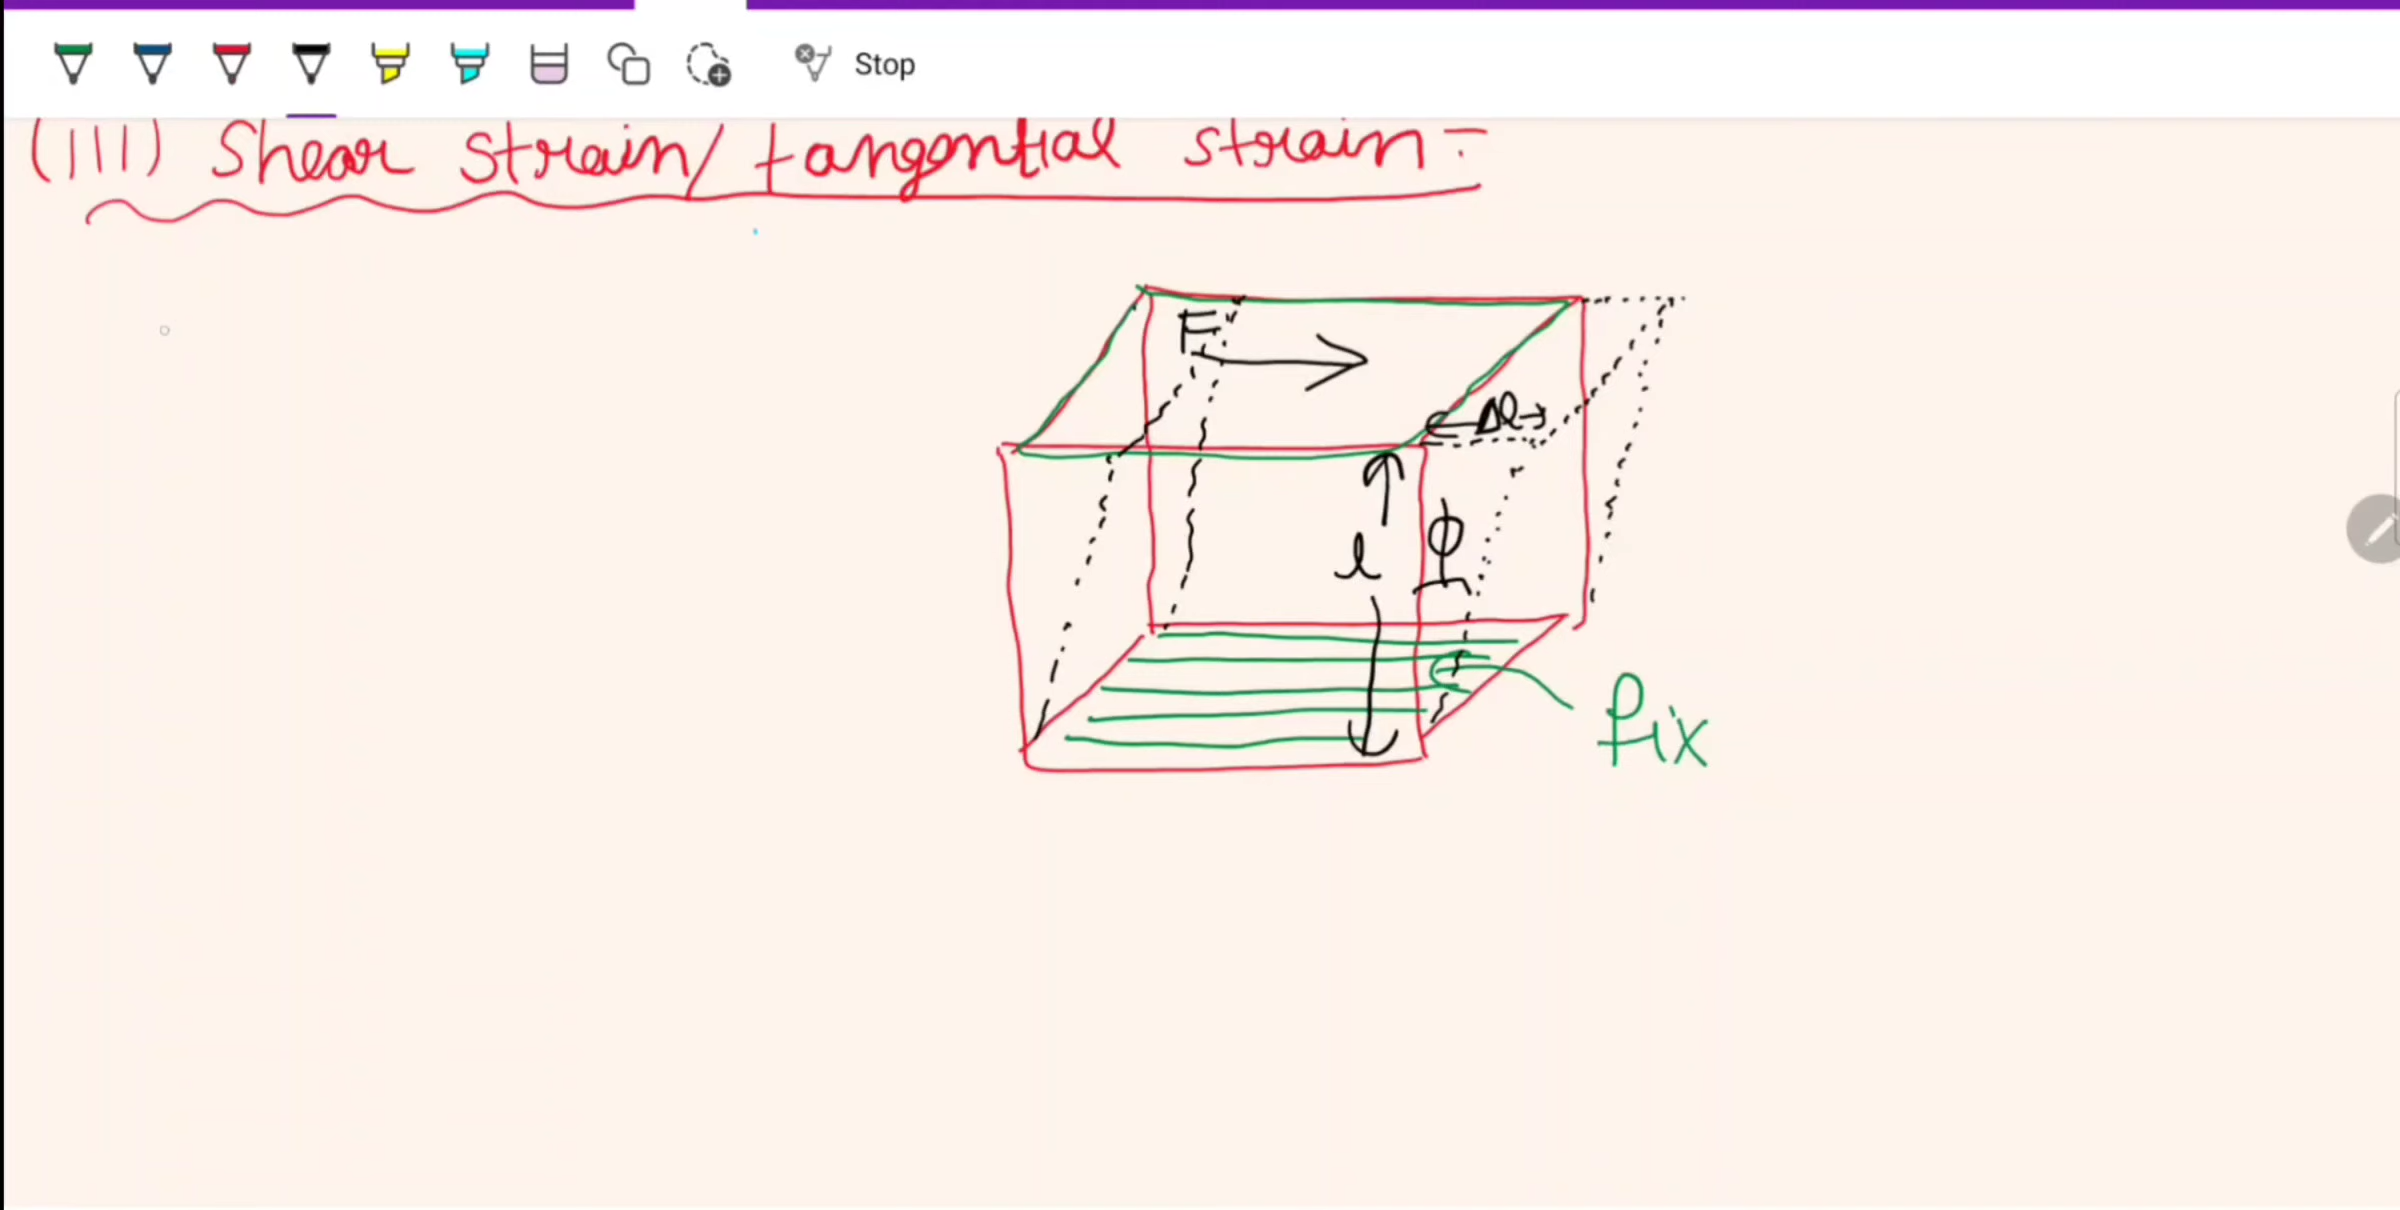 Stop
(III) Shear strain/tangential strain:-
F
Δl
l
ϕ
fix